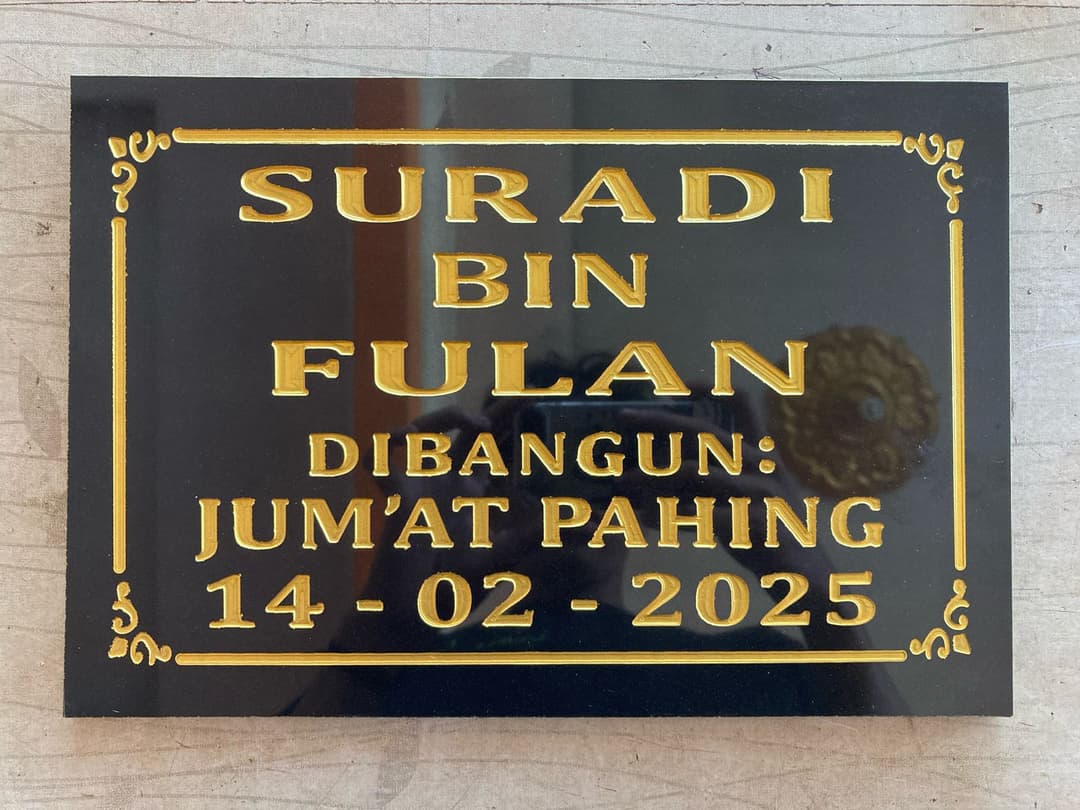 SURADI
BIN
FULAN
DIBANGUN:
JUM'AT PAHING
14 - 02 - 2025